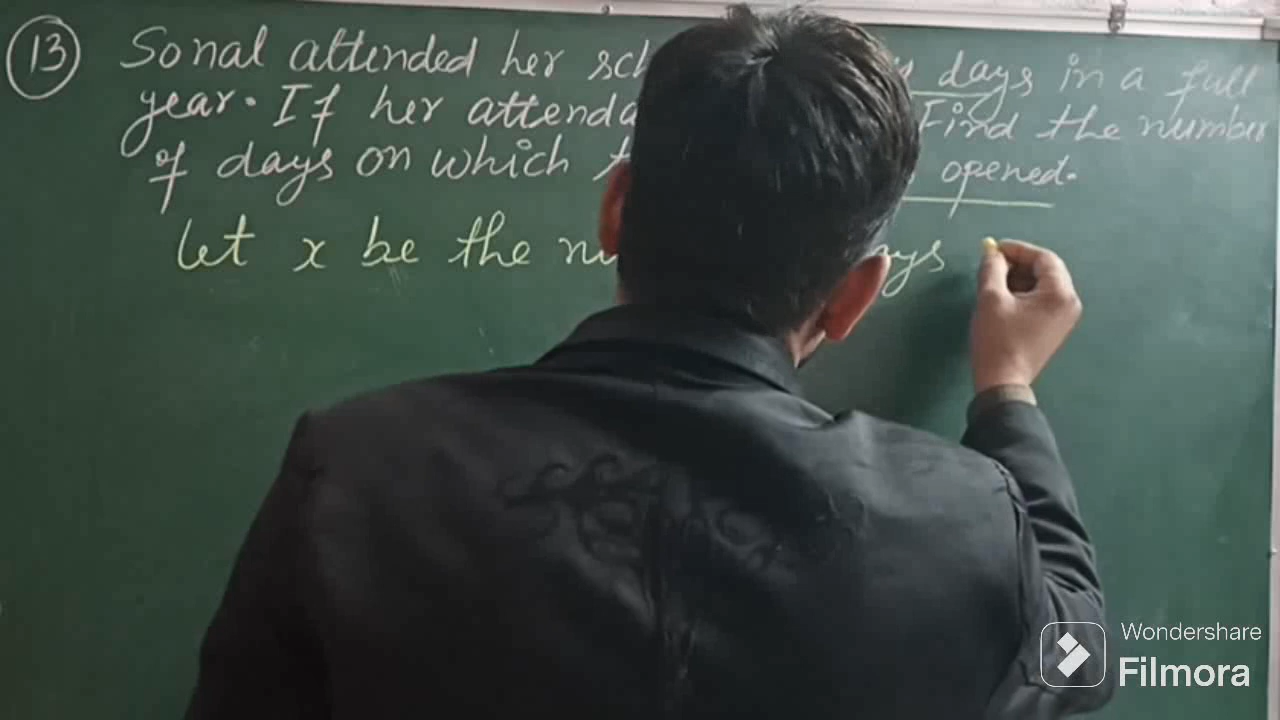 13 Sonal attended her sch days in a full
year. If her attenda Find the number
of days on which opened.
let x be the nu ays
Wondershare
Filmora